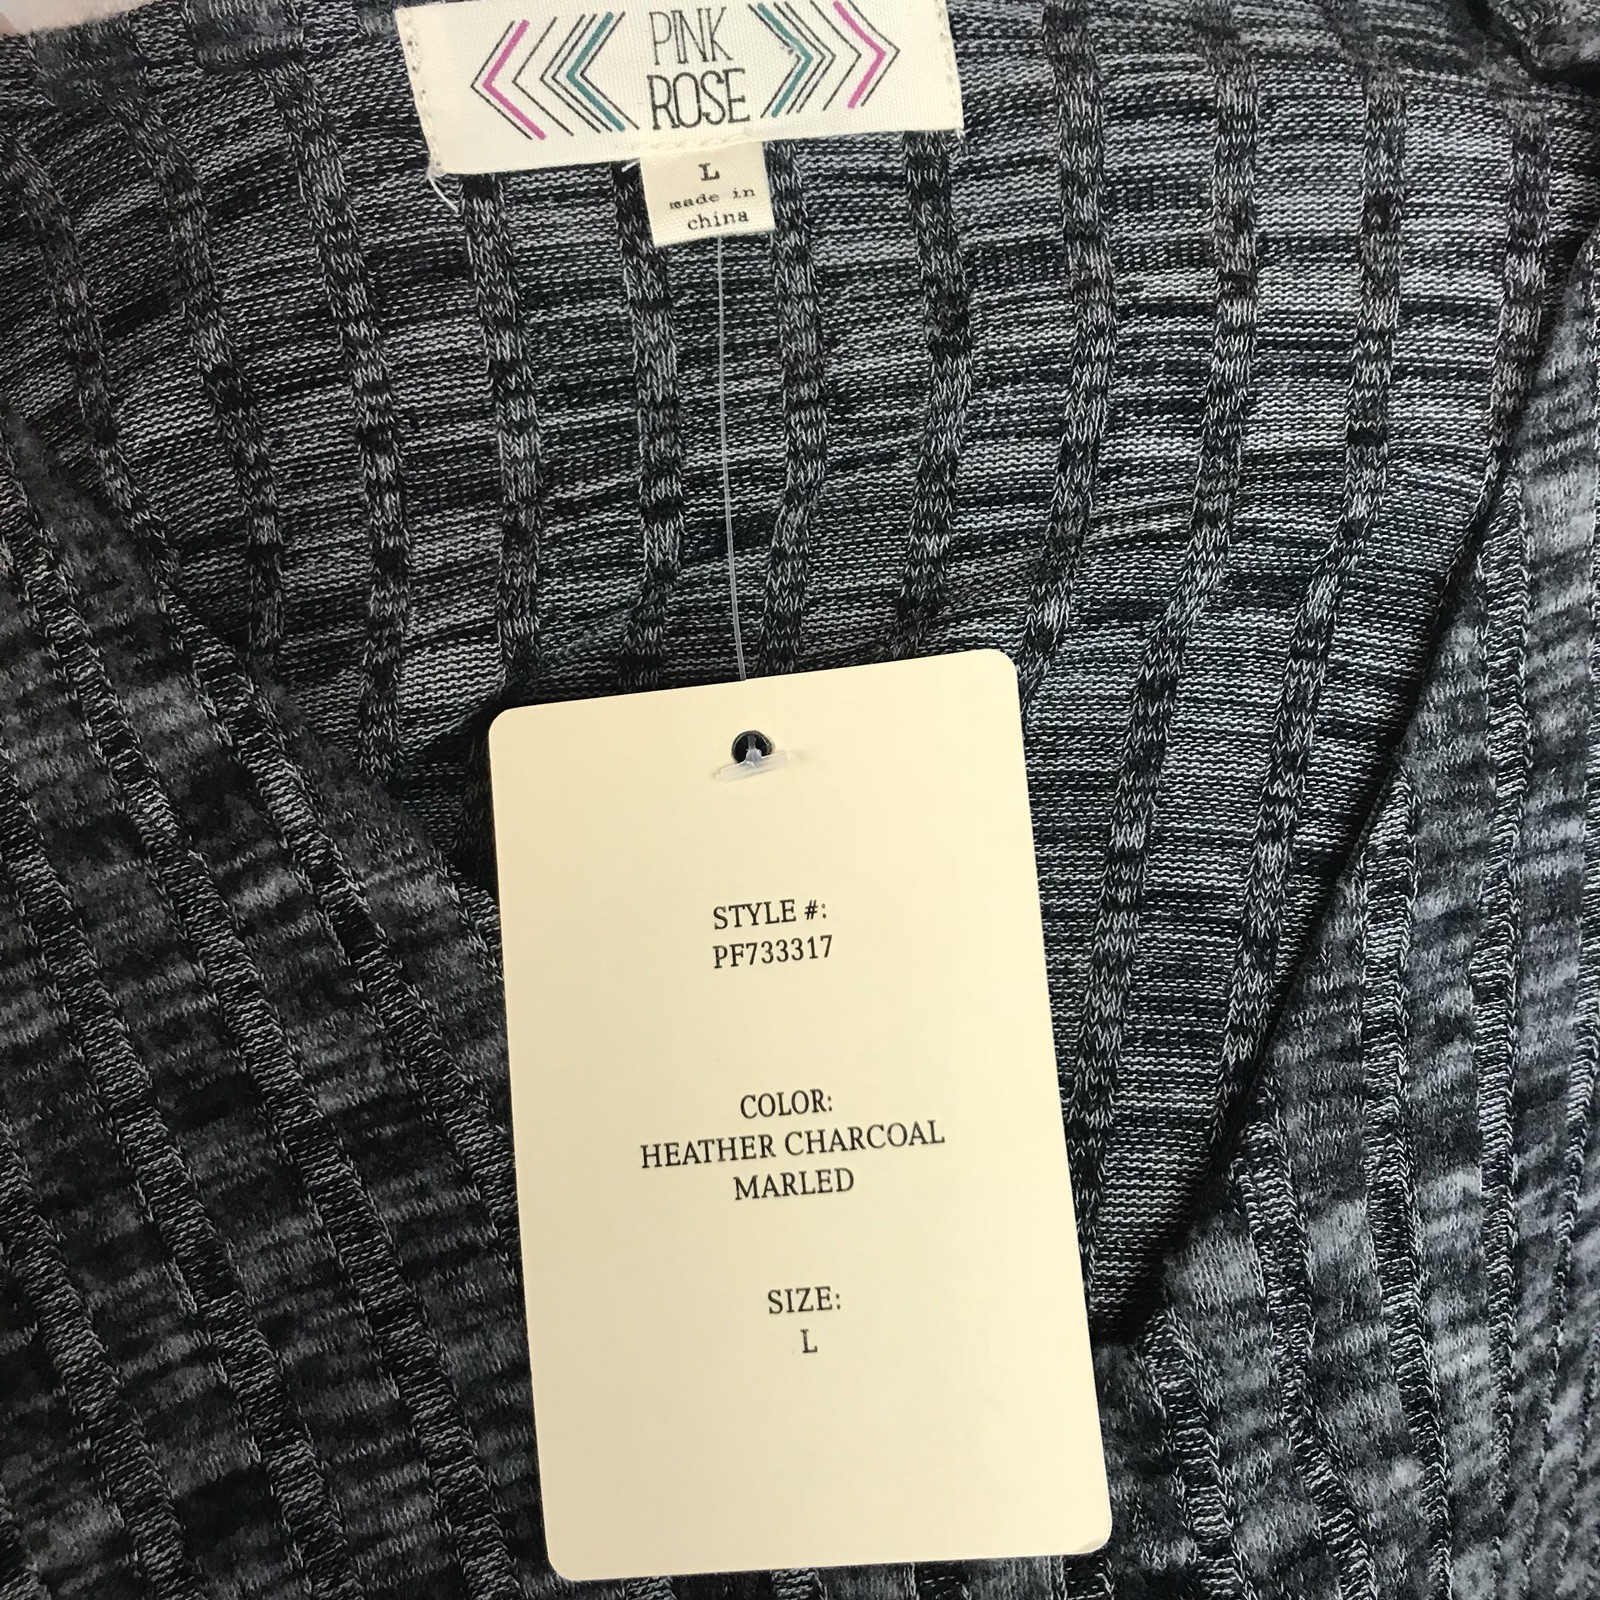 PINK
ROSE
L
made in
china
STYLE #:
PF733317
COLOR:
HEATHER CHARCOAL
MARLED
SIZE:
L